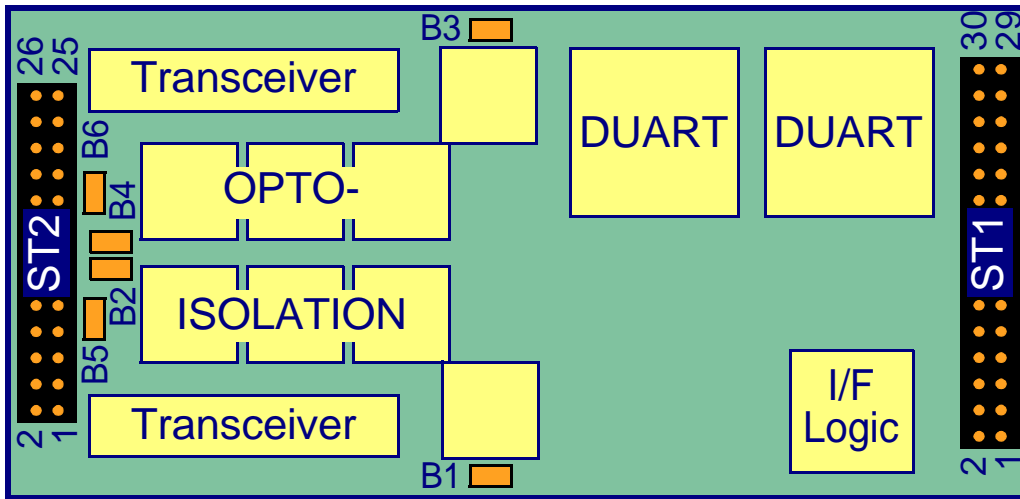 B3
26
25
Transceiver
DUART
DUART
30
29
B6
B4
OPTO-
ST2
ST1
B2
ISOLATION
B5
I/F
Logic
Transceiver
2
1
B1
2
1